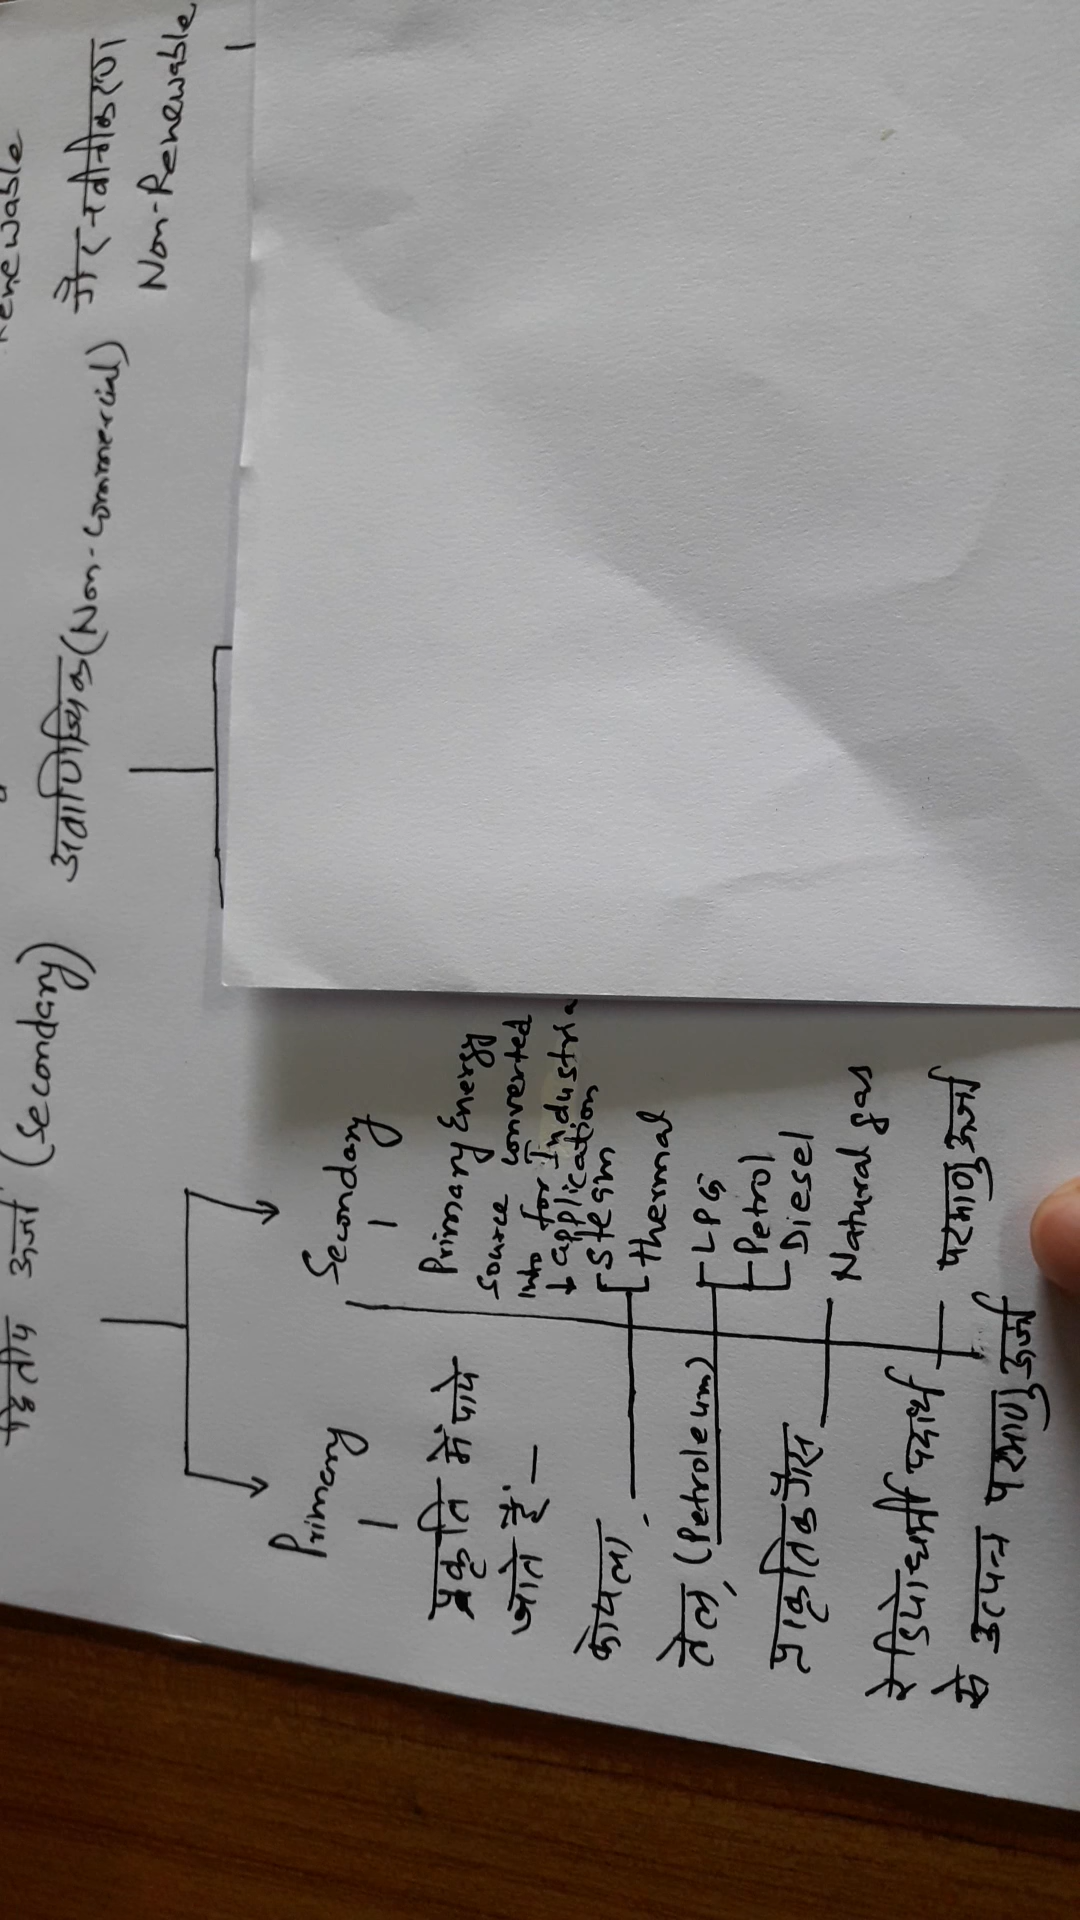 Renewable
द्वितीय ऊर्जा (Secondary)
अवाणिज्यिक (Non-Commercial)
गैर नवीनीकरण
Non-Renewable
Primary
प्रकृति में पाये
जाते हैं -
कोयला
तेल, (Petroleum)
प्राकृतिक गैस
रेडियोधर्मी पदार्थ
से उत्पन्न परमाणु ऊर्जा
Secondary
Primary Energy
Source converted
into for Industria
application
Steam
thermal
LPG
Petrol
Diesel
Natural gas
परमाणु ऊर्जा